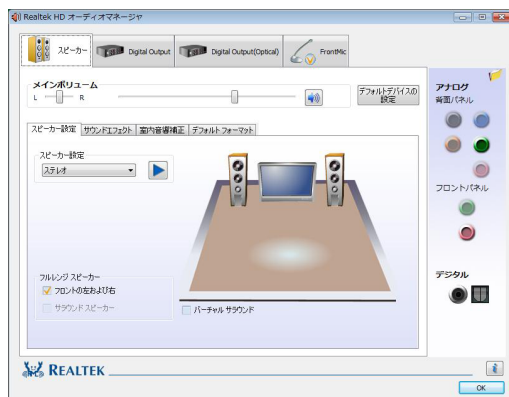 Realtek HD オーディオマネージャ
スピーカー
Digital Output
Digital Output(Optical)
FrontMic
メインボリューム
L
R
デフォルトデバイスの
設定
スピーカー設定
サウンドエフェクト
室内音響補正
デフォルト フォーマット
スピーカー設定
ステレオ
フルレンジ スピーカー
フロントの左および右
サラウンド スピーカー
バーチャル サラウンド
アナログ
背面パネル
フロントパネル
デジタル
REALTEK
OK